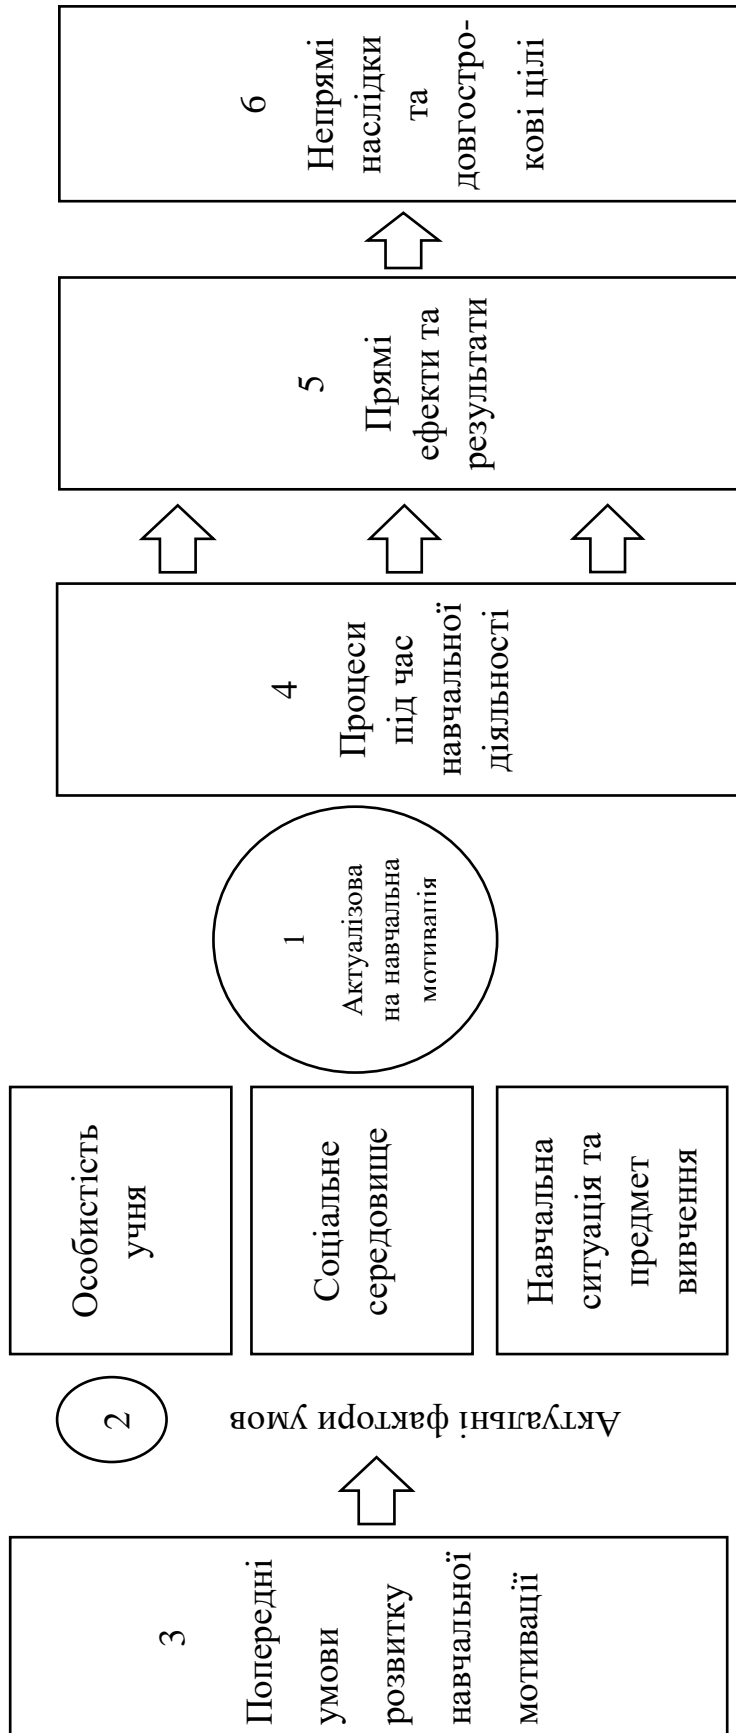 3
Попередні
умови
розвитку
навчальної
мотивації
2
Актуальні фактори умов
Особистість
учня
Соціальне
середовище
Навчальна
ситуація та
предмет
вивчення
1
Актуалізова
на навчальна
мотивація
4
Процеси
під час
навчальної
діяльності
5
Прямі
ефекти та
результати
6
Непрямі
наслідки
та
довгостро-
кові цілі